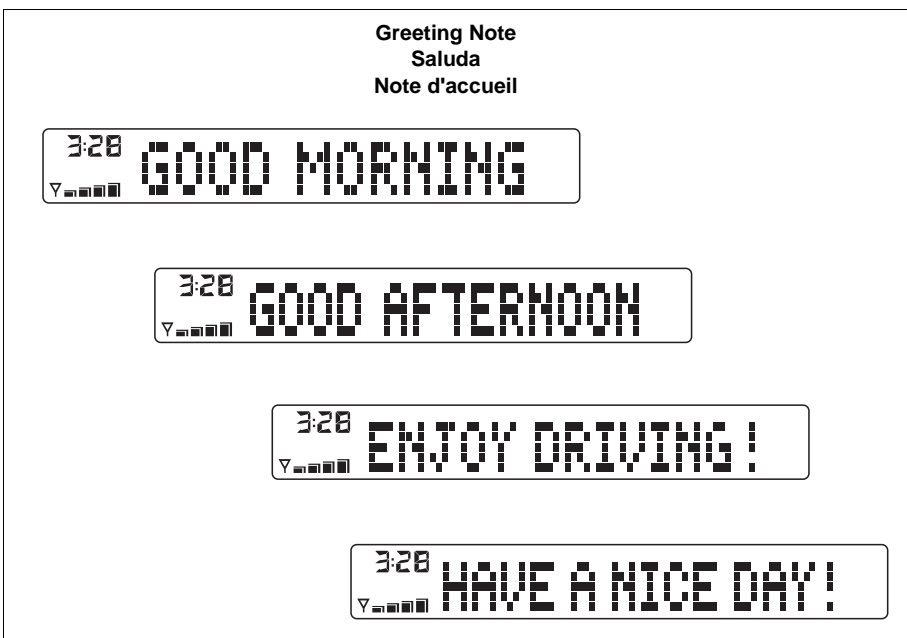 Greeting Note
Saluda
Note d'accueil
3:28
GOOD MORNING
3:28
GOOD AFTERNOON
3:28
ENJOY DRIVING!
3:28
HAVE A NICE DAY!